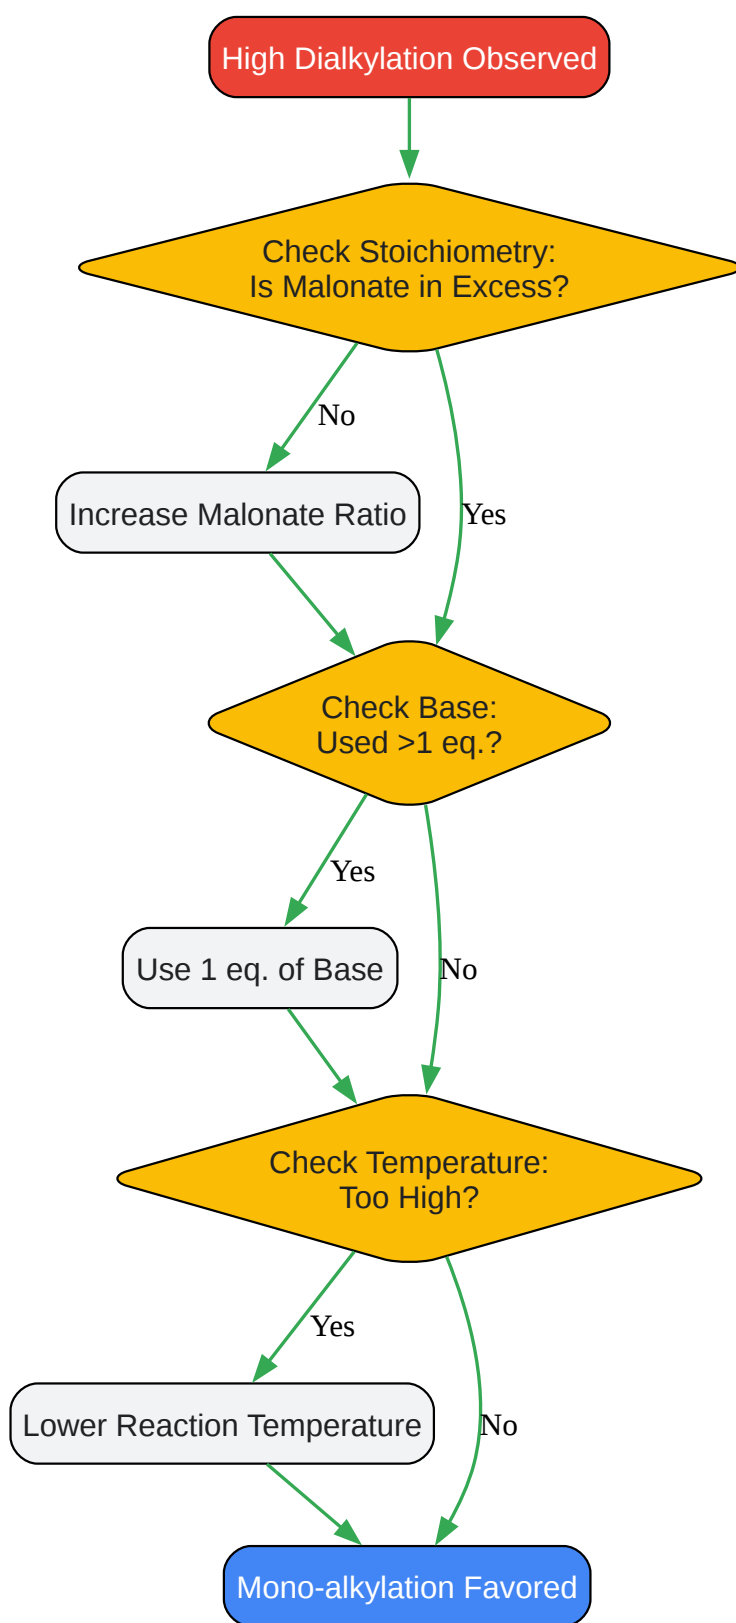 High Dialkylation Observed
Check Stoichiometry:
Is Malonate in Excess?
No
Increase Malonate Ratio
Yes
Check Base:
Used >1 eq.?
Yes
Use 1 eq. of Base
No
Check Temperature:
Too High?
Yes
Lower Reaction Temperature
No
Mono-alkylation Favored